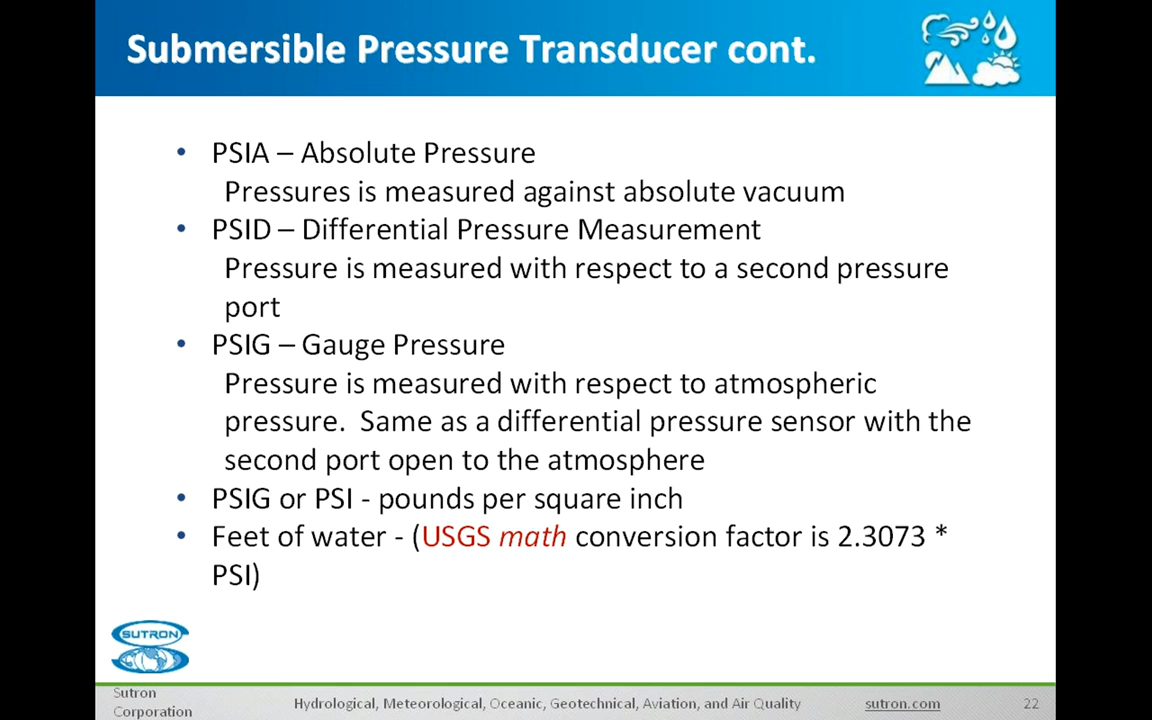 Submersible Pressure Transducer cont.
• PSIA – Absolute Pressure
Pressures is measured against absolute vacuum
• PSID – Differential Pressure Measurement
Pressure is measured with respect to a second pressure
port
• PSIG – Gauge Pressure
Pressure is measured with respect to atmospheric
pressure.  Same as a differential pressure sensor with the
second port open to the atmosphere
• PSIG or PSI - pounds per square inch
• Feet of water - (USGS math conversion factor is 2.3073 *
PSI)
SUTRON
Sutron
Corporation
Hydrological, Meteorological, Oceanic, Geotechnical, Aviation, and Air Quality
sutron.com
22